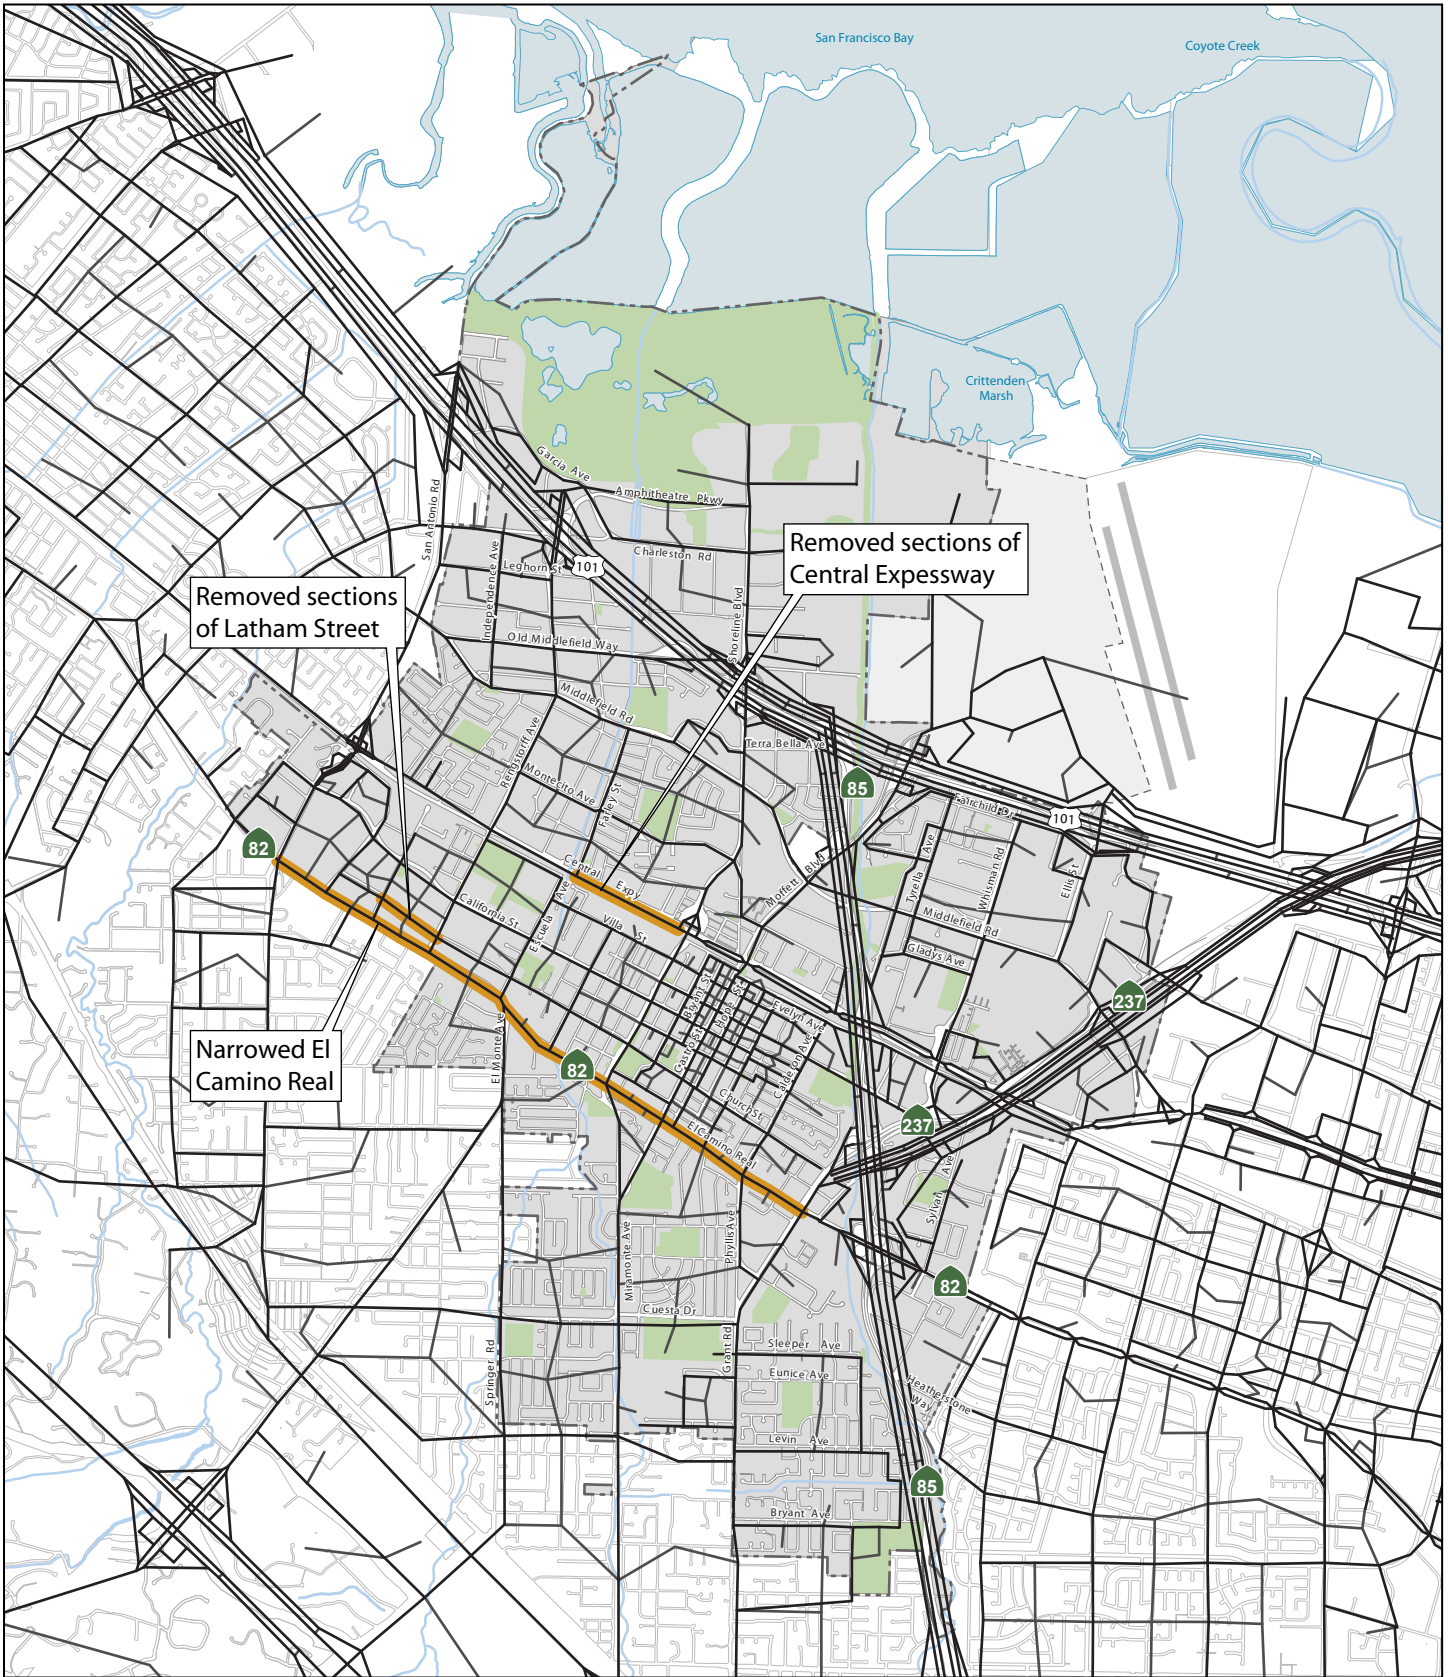 San Francisco Bay
Coyote Creek
Crittenden
Marsh
Garcia Ave
Amphitheatre Pkwy
San Antonio Rd
Independence Ave
Leghorn St
101
Charleston Rd
Removed sections of
Central Expessway
Removed sections
of Latham Street
Shoreline Blvd
Old Middlefield Way
Middlefield Rd
Rengstorff Ave
Terra Bella Ave
Montecito Ave
Farley St
85
Fairchild Dr
101
82
Central Expy
Moffett Blvd
Tyrella Ave
Whisman Rd
Ellis St
California St
Escuela Ave
Villa St
Middlefield Rd
Gladys Ave
Bryant St
Hope St
Castro St
Evelyn Ave
Calderon Ave
237
Narrowed El
Camino Real
El Monte Ave
82
Church St
237
El Camino Real
Sylvan Ave
Miramonte Ave
Phyllis Ave
82
Cuesta Dr
Springer Rd
Grant Rd
Sleeper Ave
Eunice Ave
Heatherstone
Way
Levin Ave
85
Bryant Ave